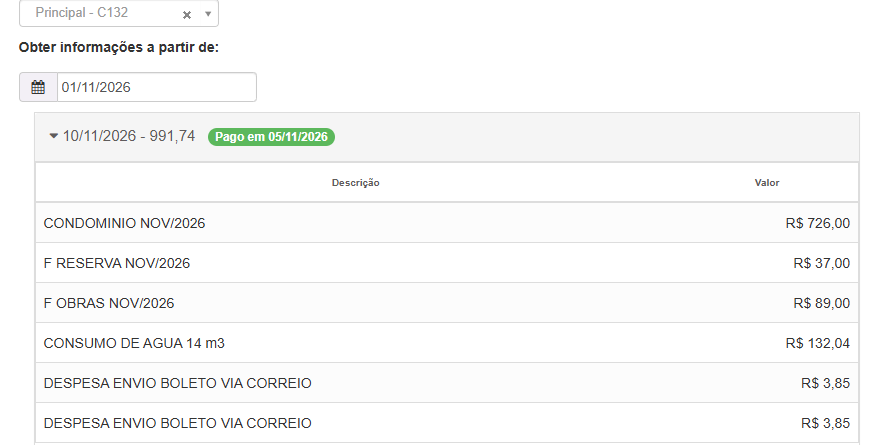 Principal - C132 × ▾
Obter informações a partir de:
01/11/2026
10/11/2026 - 991,74 Pago em 05/11/2026
Descrição Valor
CONDOMINIO NOV/2026 R$ 726,00
F RESERVA NOV/2026 R$ 37,00
F OBRAS NOV/2026 R$ 89,00
CONSUMO DE AGUA 14 m3 R$ 132,04
DESPESA ENVIO BOLETO VIA CORREIO R$ 3,85
DESPESA ENVIO BOLETO VIA CORREIO R$ 3,85